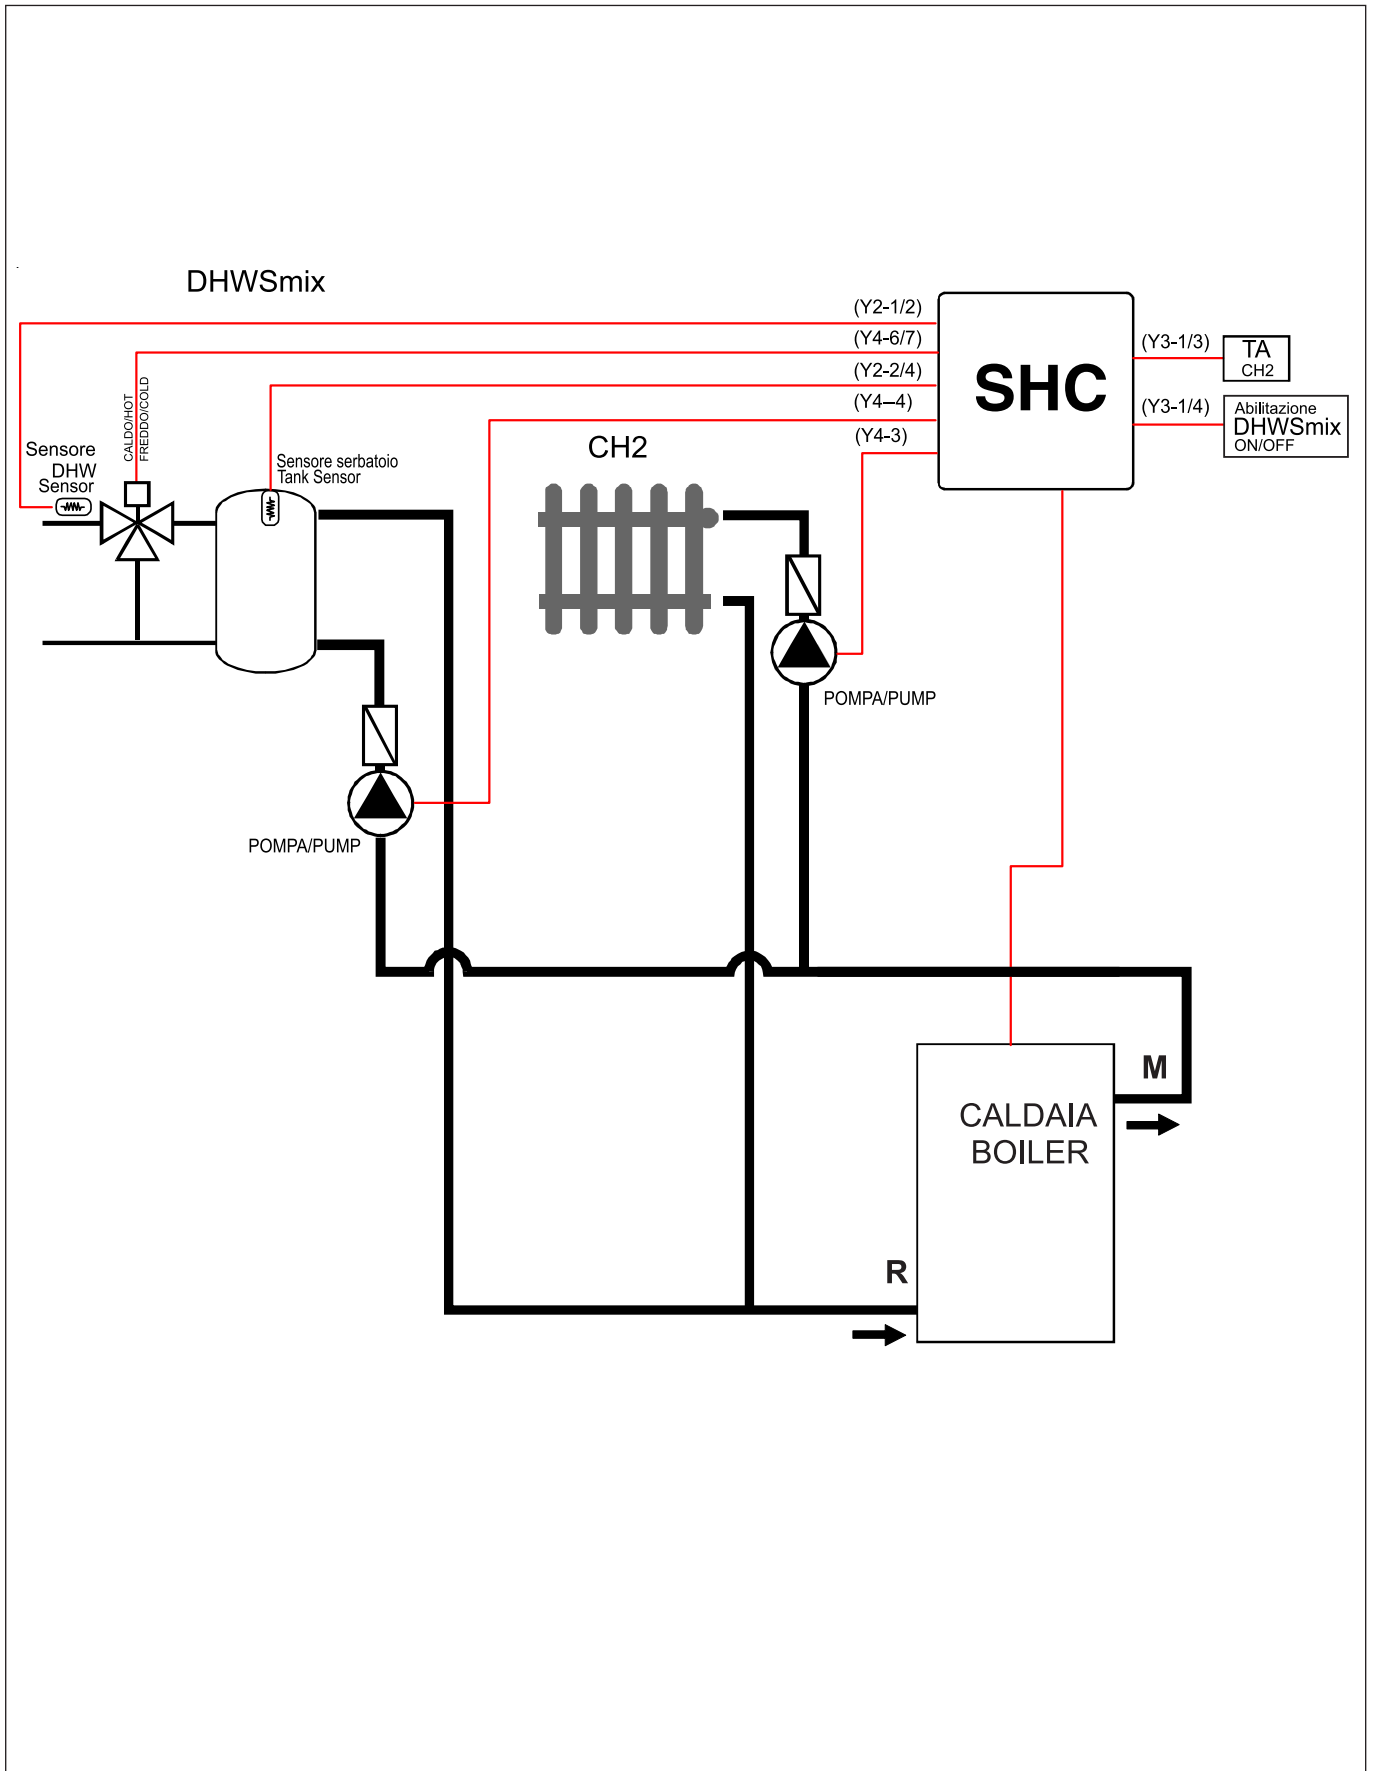 DHWSmix
(Y2-1/2)
(Y4-6/7)
(Y2-2/4)
(Y4–4)
(Y4-3)
SHC
(Y3-1/3)
TA
CH2
(Y3-1/4)
Abilitazione
DHWSmix
ON/OFF
CALDO/HOT
FREDDO/COLD
Sensore
DHW
Sensor
Sensore serbatoio
Tank Sensor
CH2
POMPA/PUMP
POMPA/PUMP
M
CALDAIA
BOILER
R